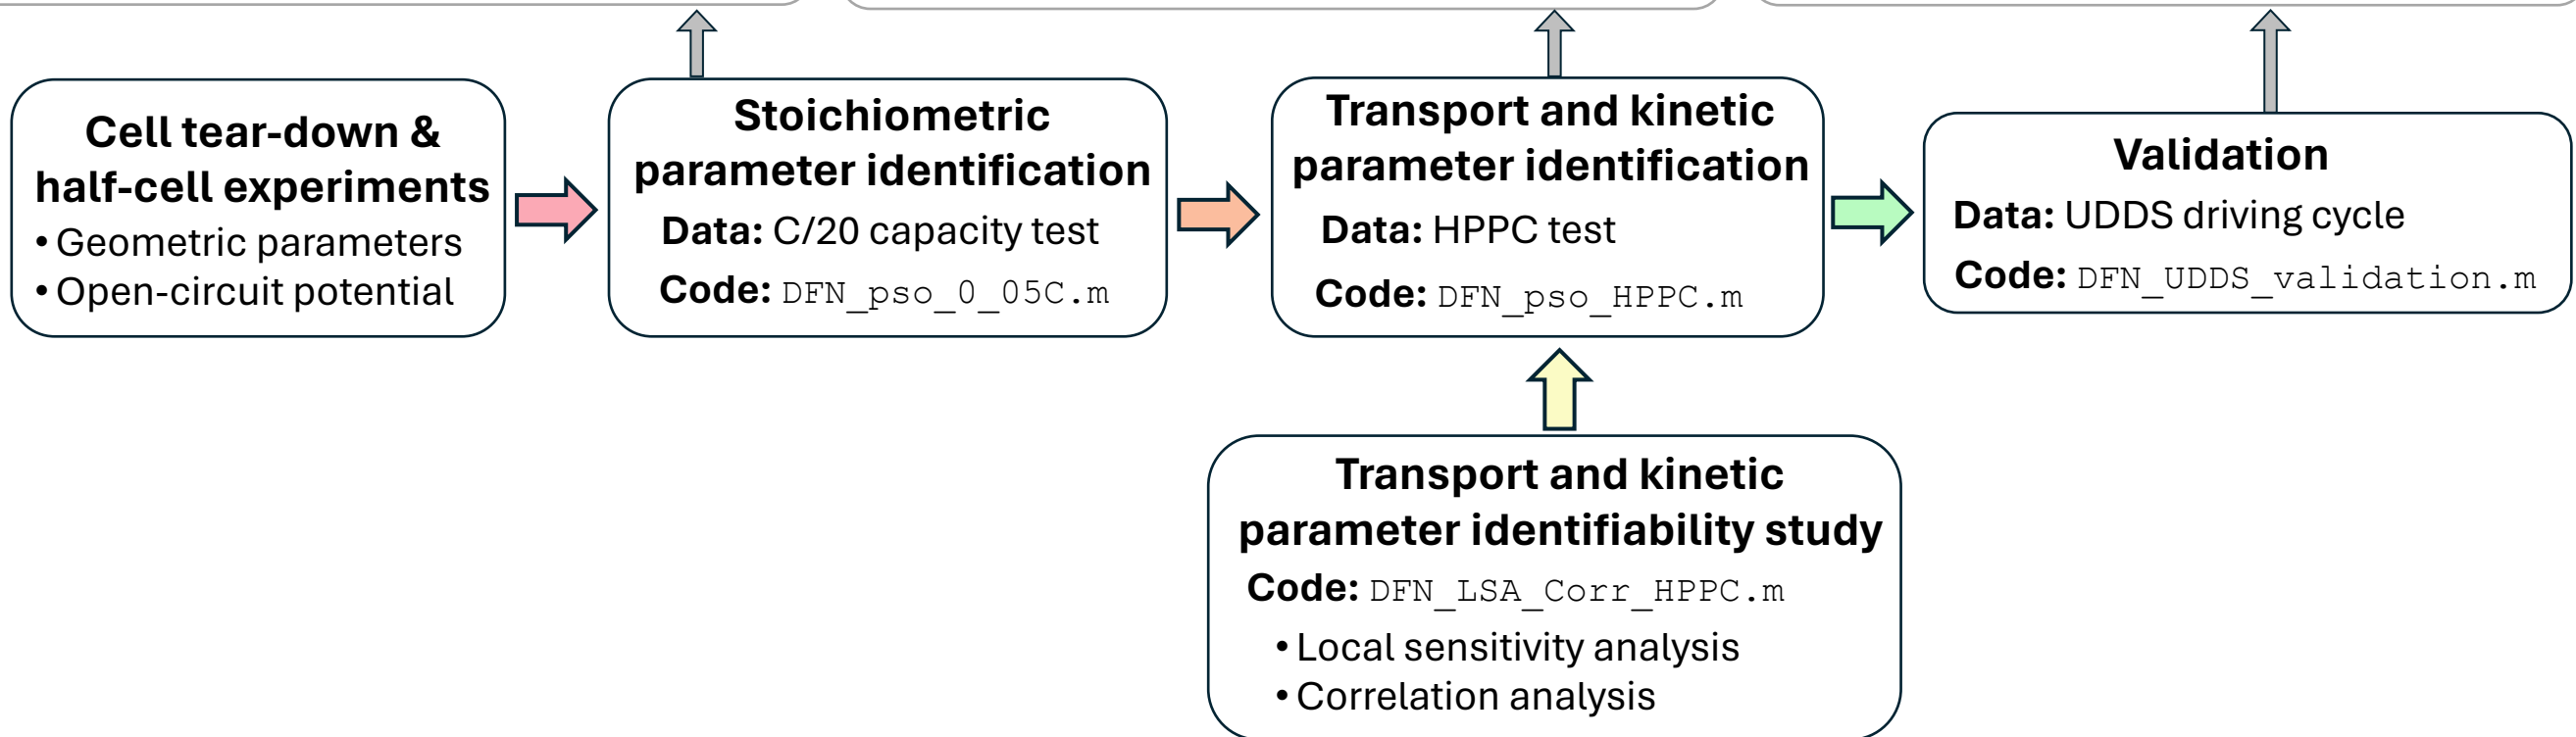 Cell tear-down &
half-cell experiments
• Geometric parameters
• Open-circuit potential
Stoichiometric
parameter identification
Data: C/20 capacity test
Code: DFN_pso_0_05C.m
Transport and kinetic
parameter identification
Data: HPPC test
Code: DFN_pso_HPPC.m
Validation
Data: UDDS driving cycle
Code: DFN_UDDS_validation.m
Transport and kinetic
parameter identifiability study
Code: DFN_LSA_Corr_HPPC.m
• Local sensitivity analysis
• Correlation analysis